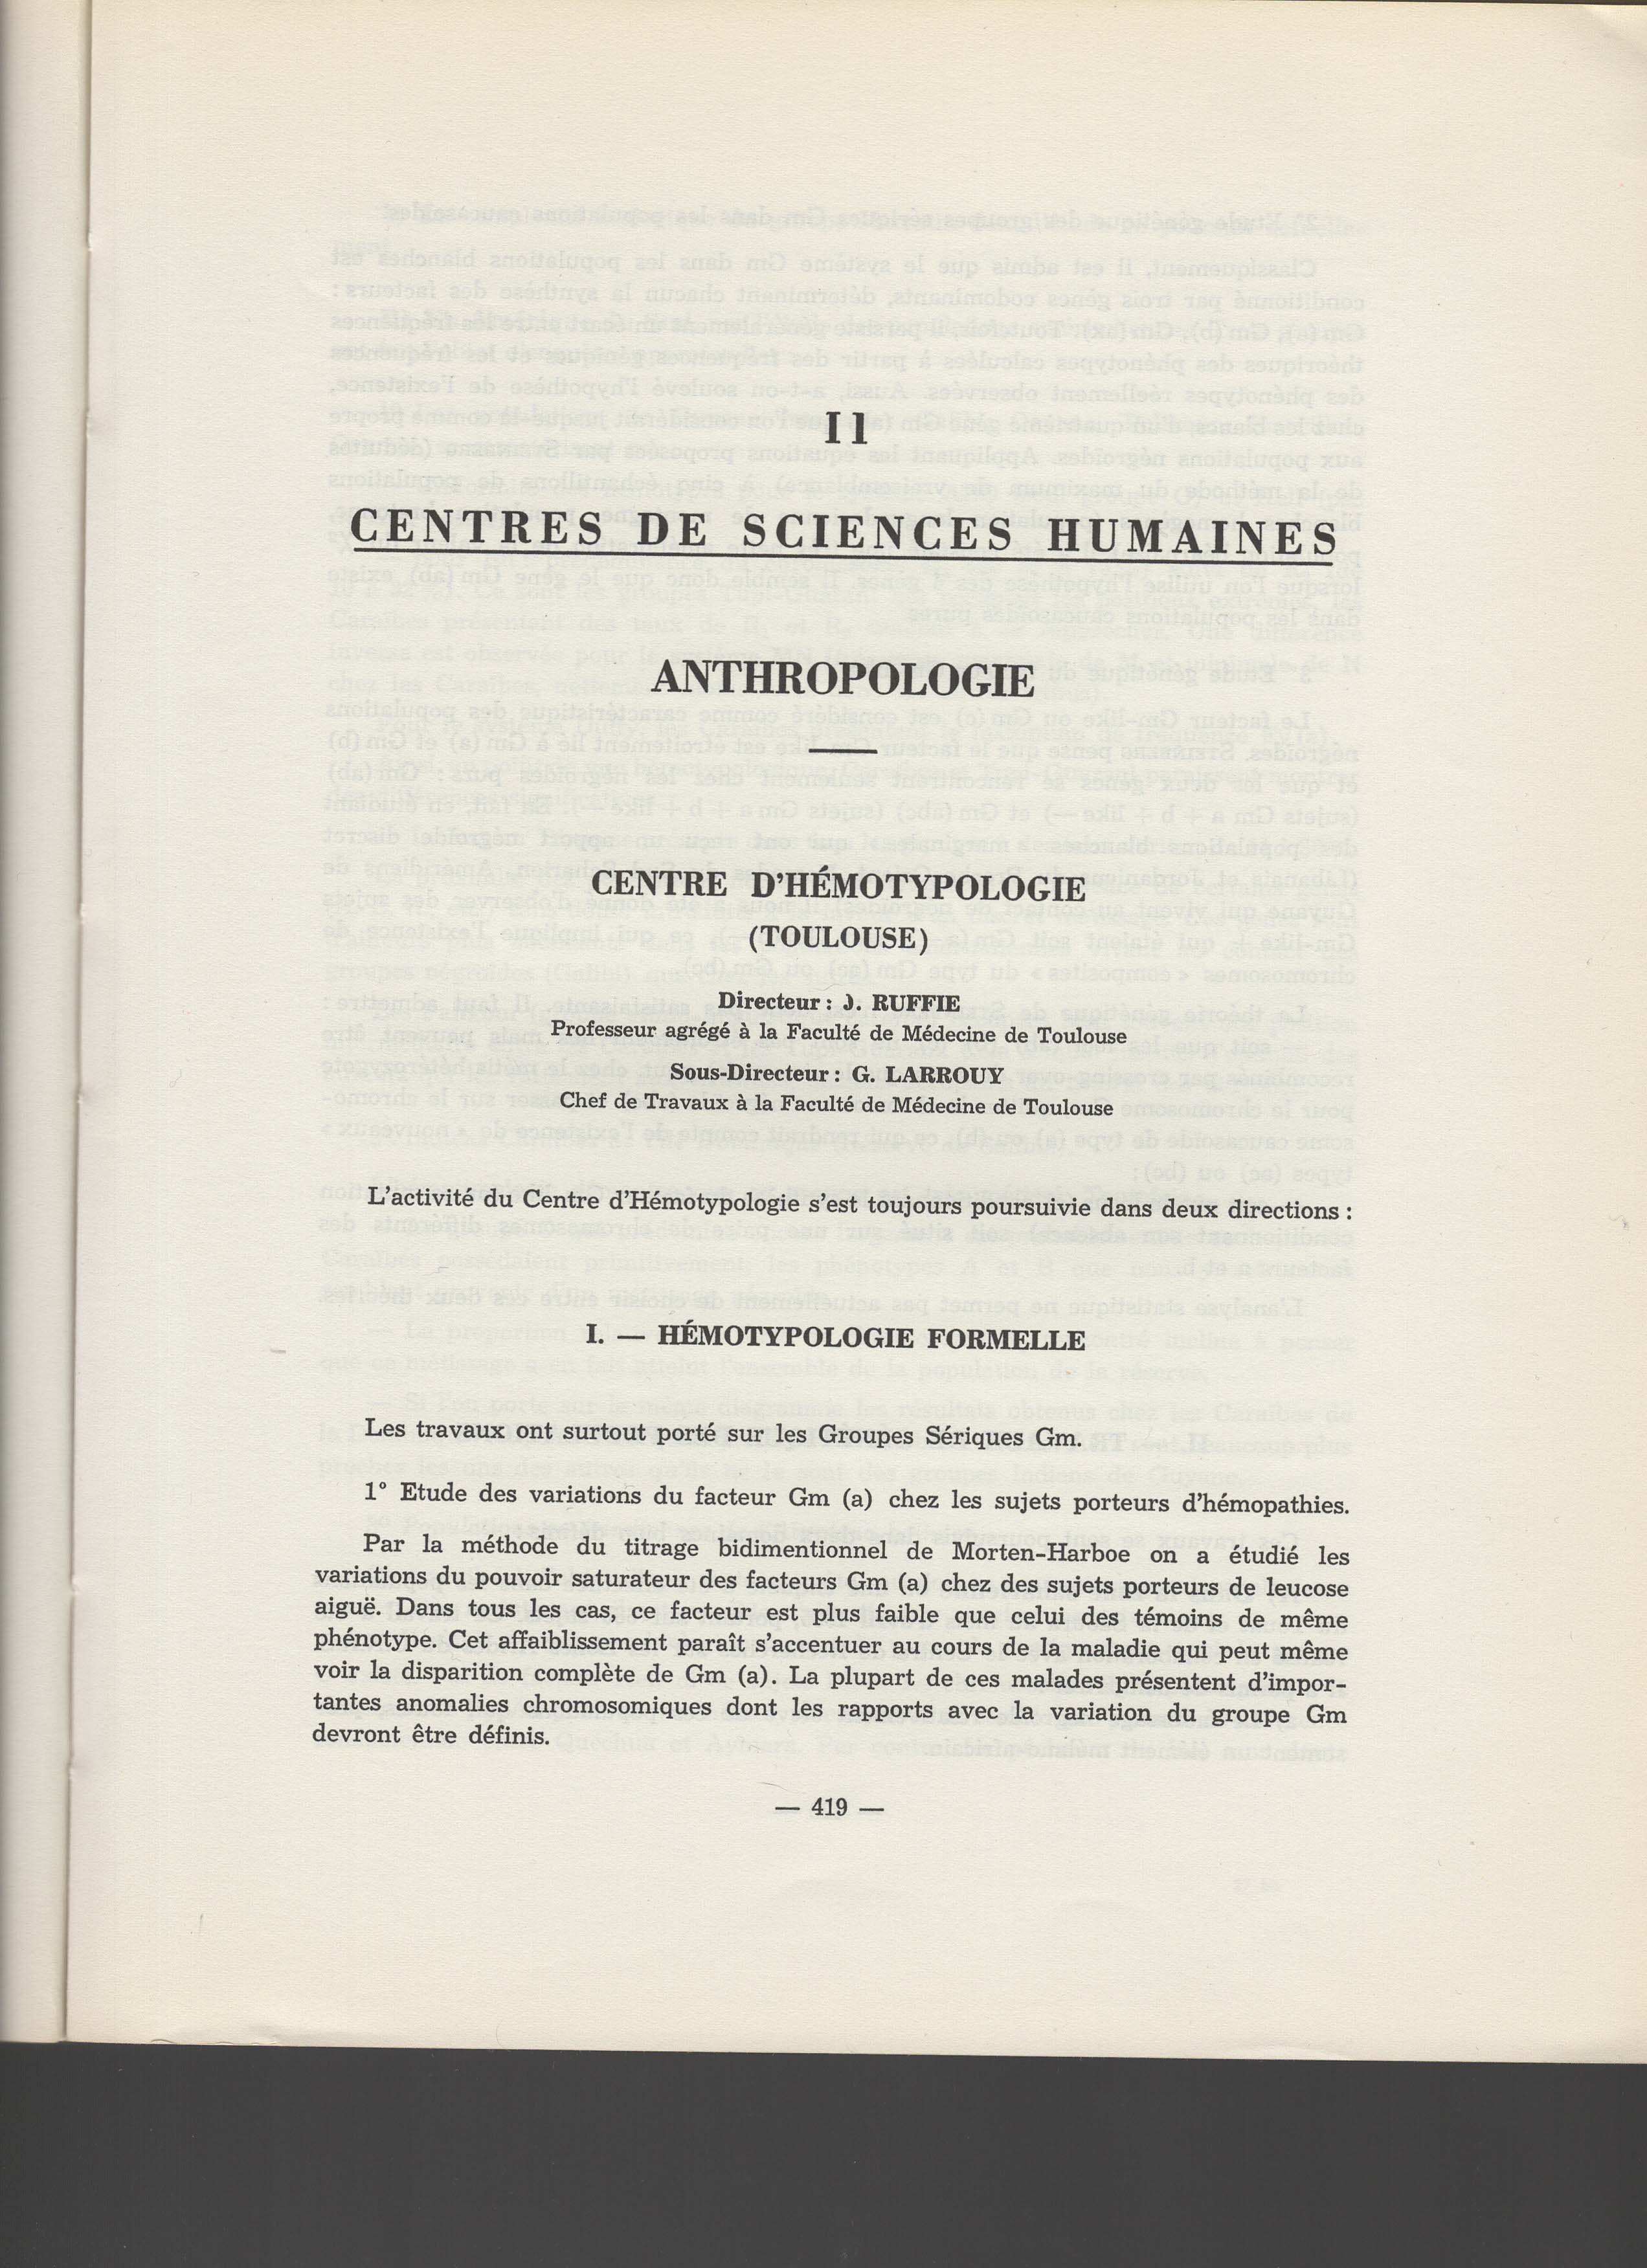 II
CENTRES DE SCIENCES HUMAINES
ANTHROPOLOGIE
CENTRE D'HÉMOTYPOLOGIE
(TOULOUSE)
Directeur : J. RUFFIE
Professeur agrégé à la Faculté de Médecine de Toulouse
Sous-Directeur : G. LARROUY
Chef de Travaux à la Faculté de Médecine de Toulouse
L'activité du Centre d'Hémotypologie s'est toujours poursuivie dans deux directions :
I. — HÉMOTYPOLOGIE FORMELLE
Les travaux ont surtout porté sur les Groupes Sériques Gm.
1° Etude des variations du facteur Gm (a) chez les sujets porteurs d'hémopathies.
Par la méthode du titrage bidimentionnel de Morten-Harboe on a étudié les
variations du pouvoir saturateur des facteurs Gm (a) chez des sujets porteurs de leucose
aiguë. Dans tous les cas, ce facteur est plus faible que celui des témoins de même
phénotype. Cet affaiblissement paraît s'accentuer au cours de la maladie qui peut même
voir la disparition complète de Gm (a). La plupart de ces malades présentent d'impor-
tantes anomalies chromosomiques dont les rapports avec la variation du groupe Gm
devront être définis.
— 419 —